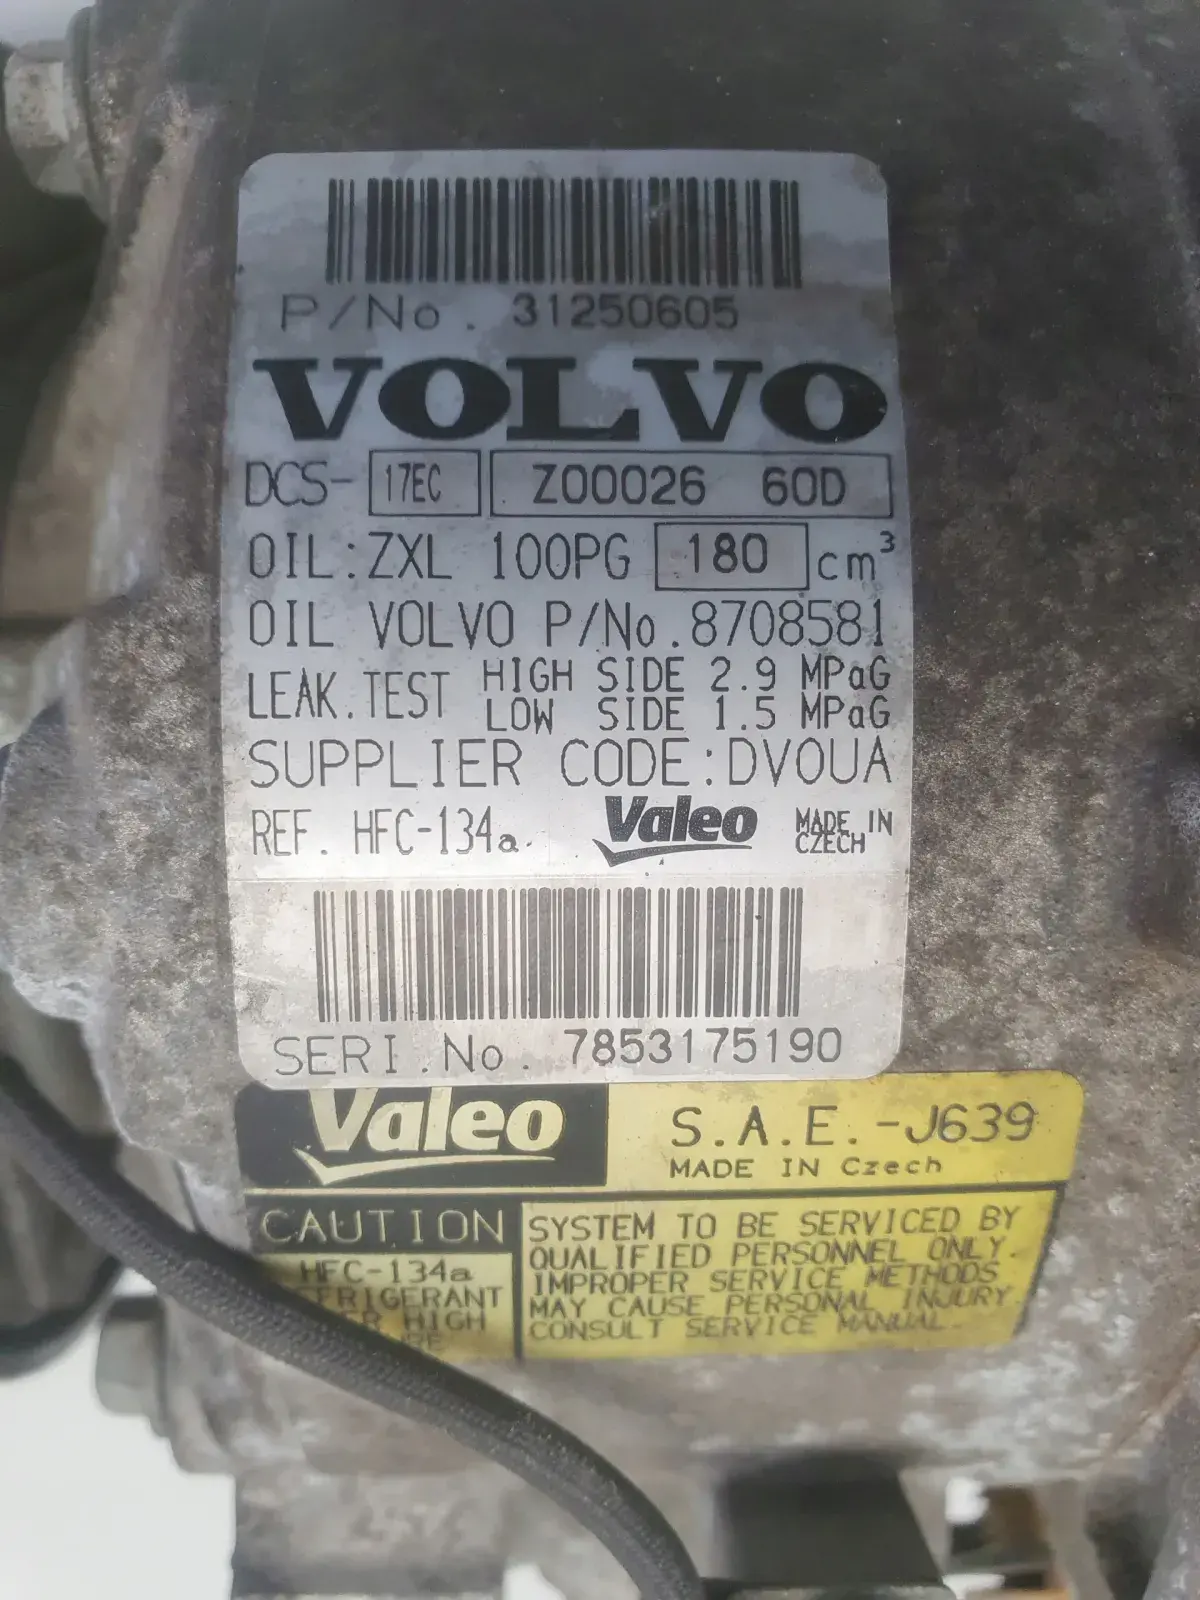 P/No. 31250605
VOLVO
DCS- 17EC Z00026 60D
OIL:ZXL 100PG 180 cm³
OIL VOLVO P/No.8708581
LEAK.TEST HIGH SIDE 2.9 MPaG
LOW SIDE 1.5 MPaG
SUPPLIER CODE:DVOUA
REF. HFC-134a. Valeo MADE IN CZECH
SERI.No. 7853175190
Valeo S.A.E.-J639
MADE IN Czech
CAUTION
HFC-134a
HIGH
SYSTEM TO BE SERVICED BY
QUALIFIED PERSONNEL ONLY.
IMPROPER SERVICE METHODS
MAY CAUSE PERSONAL INJURY.
CONSULT SERVICE MANUAL.